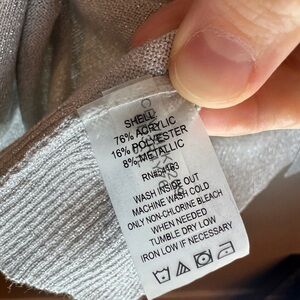 SHELL:
76% ACRYLIC
16% POLYESTER
8% METALLIC
WASH INSIDE OUT
MACHINE WASH COLD
ONLY NON-CHLORINE BLEACH
WHEN NEEDED
TUMBLE DRY LOW
IRON LOW IF NECESSARY